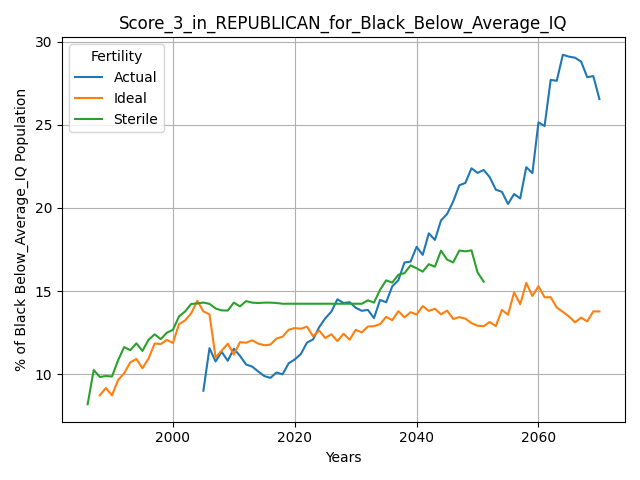 Score_3_in_REPUBLICAN_for_Black_Below_Average_IQ
% of Black Below_Average_IQ Population
30
25
20
15
10
Fertility
Actual
Ideal
Sterile
2000
2020
2040
2060
Years